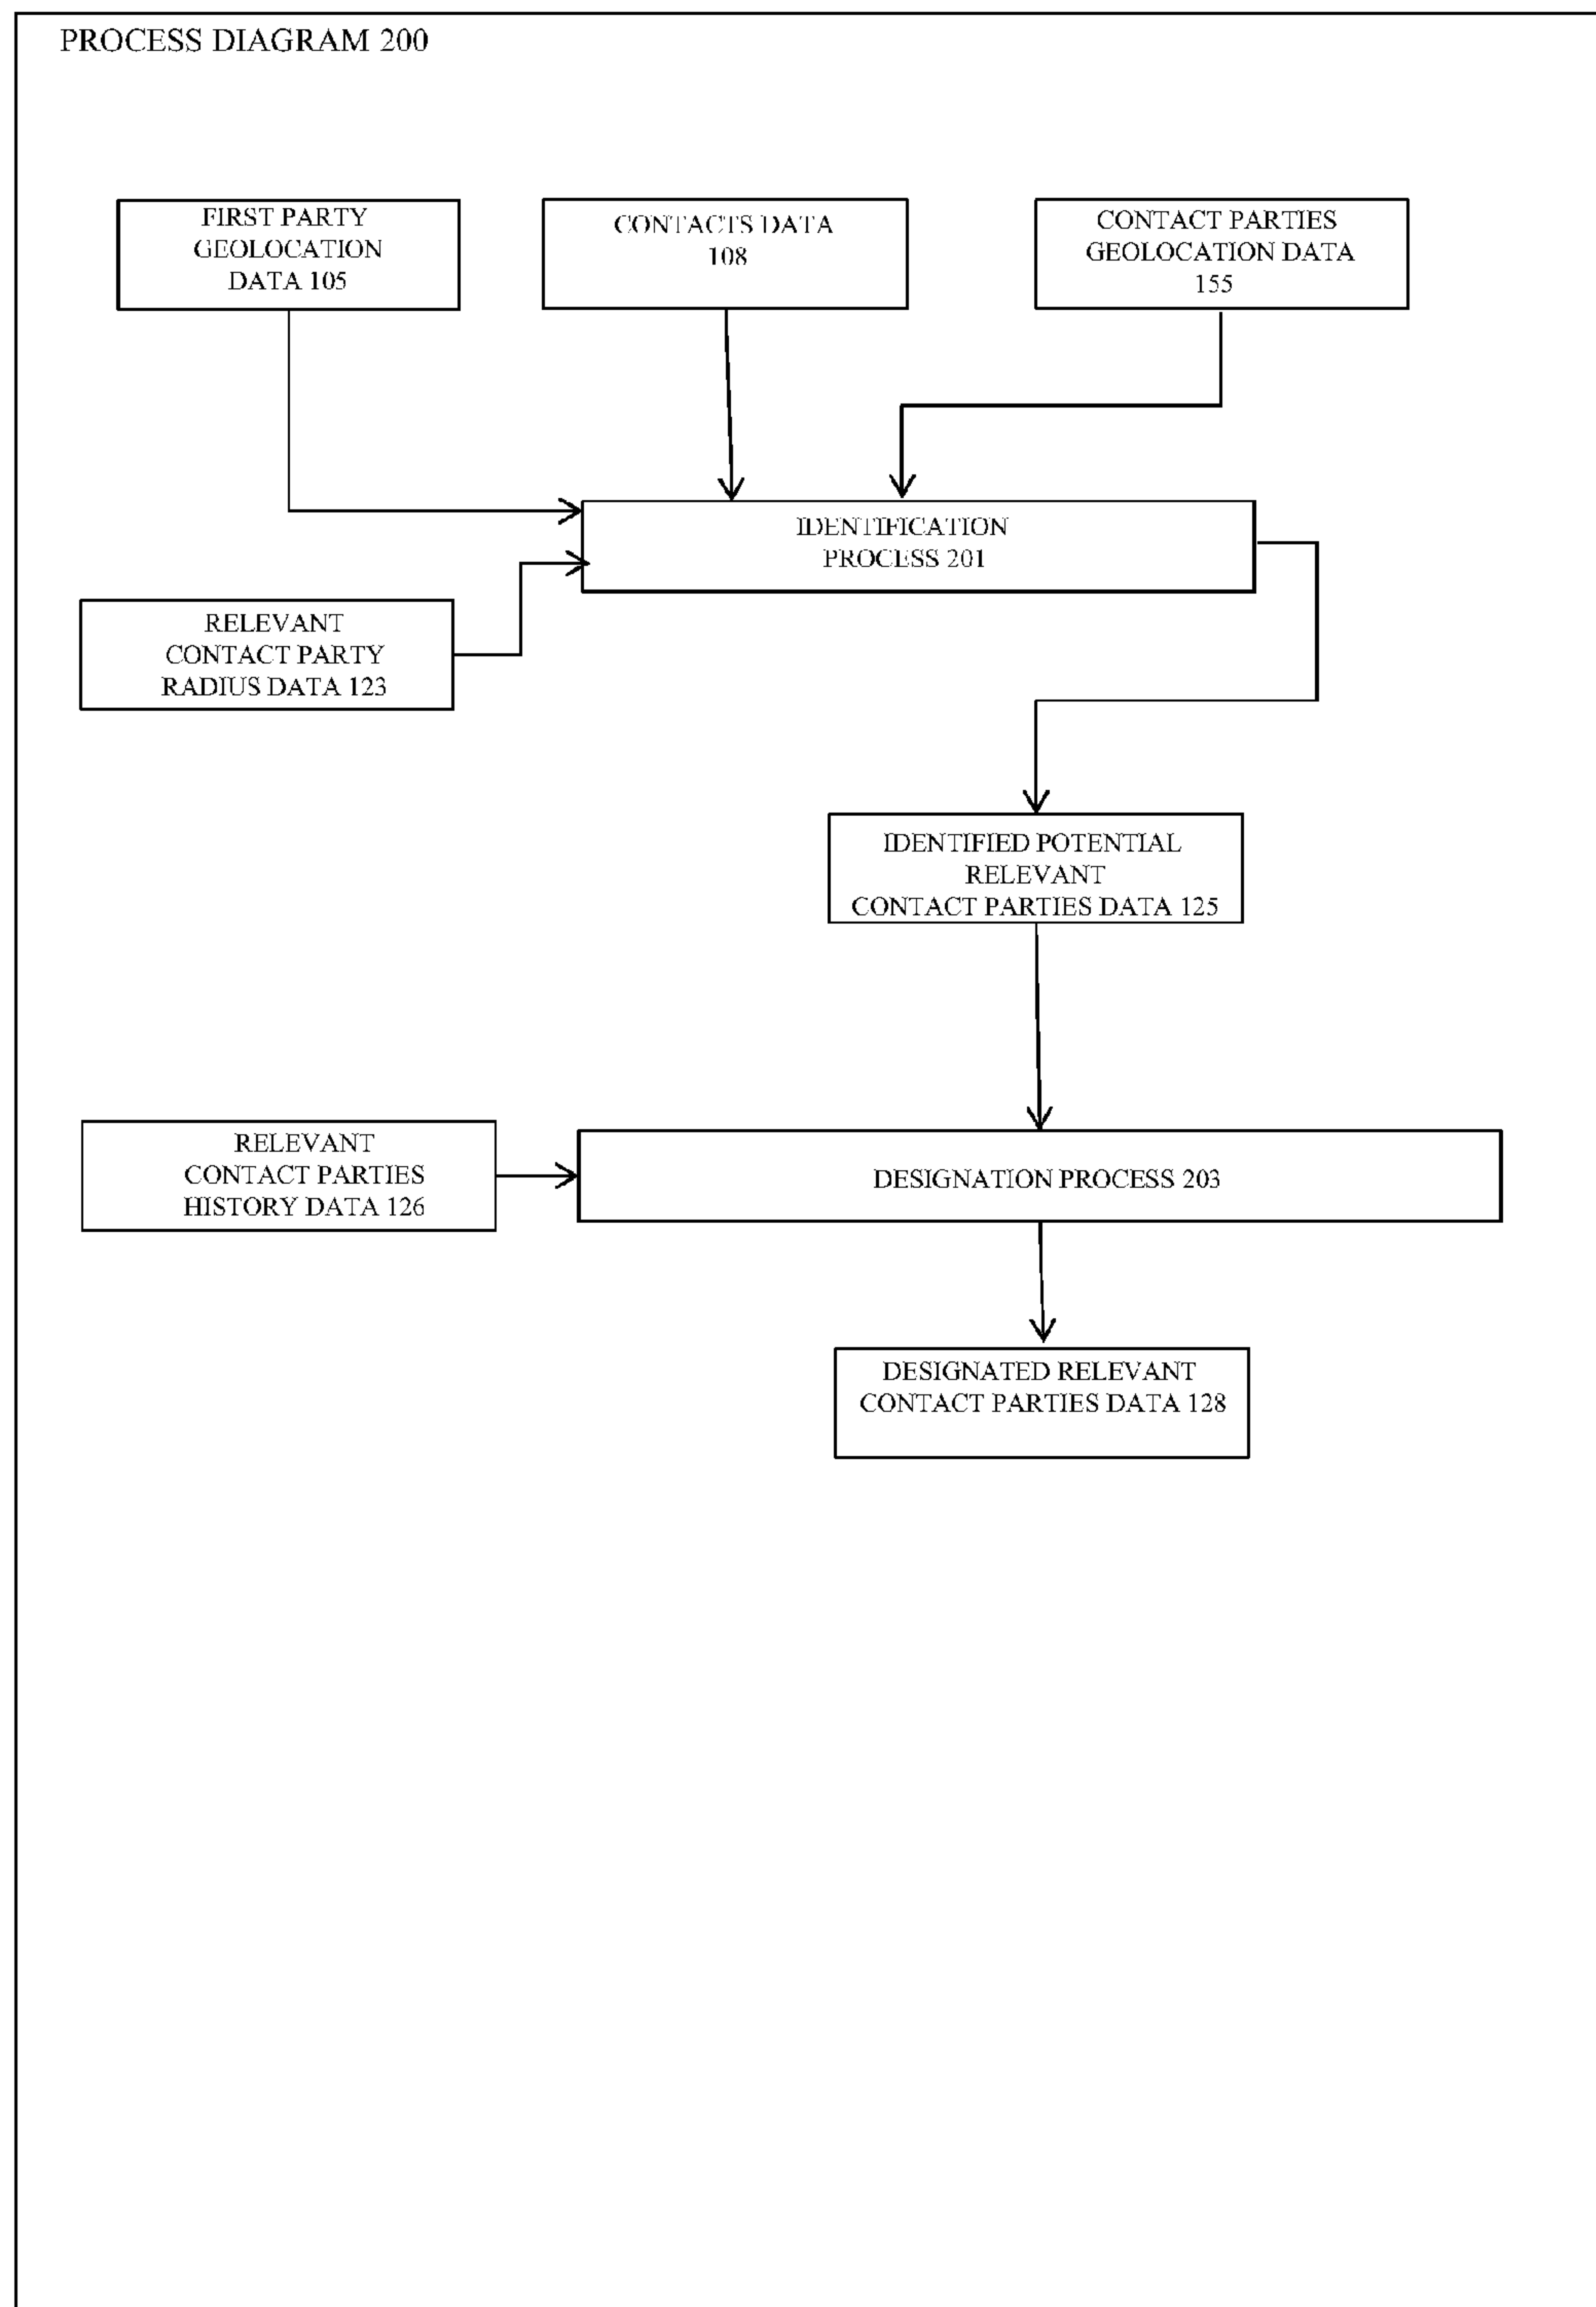 PROCESS DIAGRAM 200
FIRST PARTY
GEOLOCATION
DATA 105
CONTACTS DATA
108
CONTACT PARTIES
GEOLOCATION DATA
155
IDENTIFICATION
PROCESS 201
RELEVANT
CONTACT PARTY
RADIUS DATA 123
IDENTIFIED POTENTIAL
RELEVANT
CONTACT PARTIES DATA 125
RELEVANT
CONTACT PARTIES
HISTORY DATA 126
DESIGNATION PROCESS 203
DESIGNATED RELEVANT
CONTACT PARTIES DATA 128